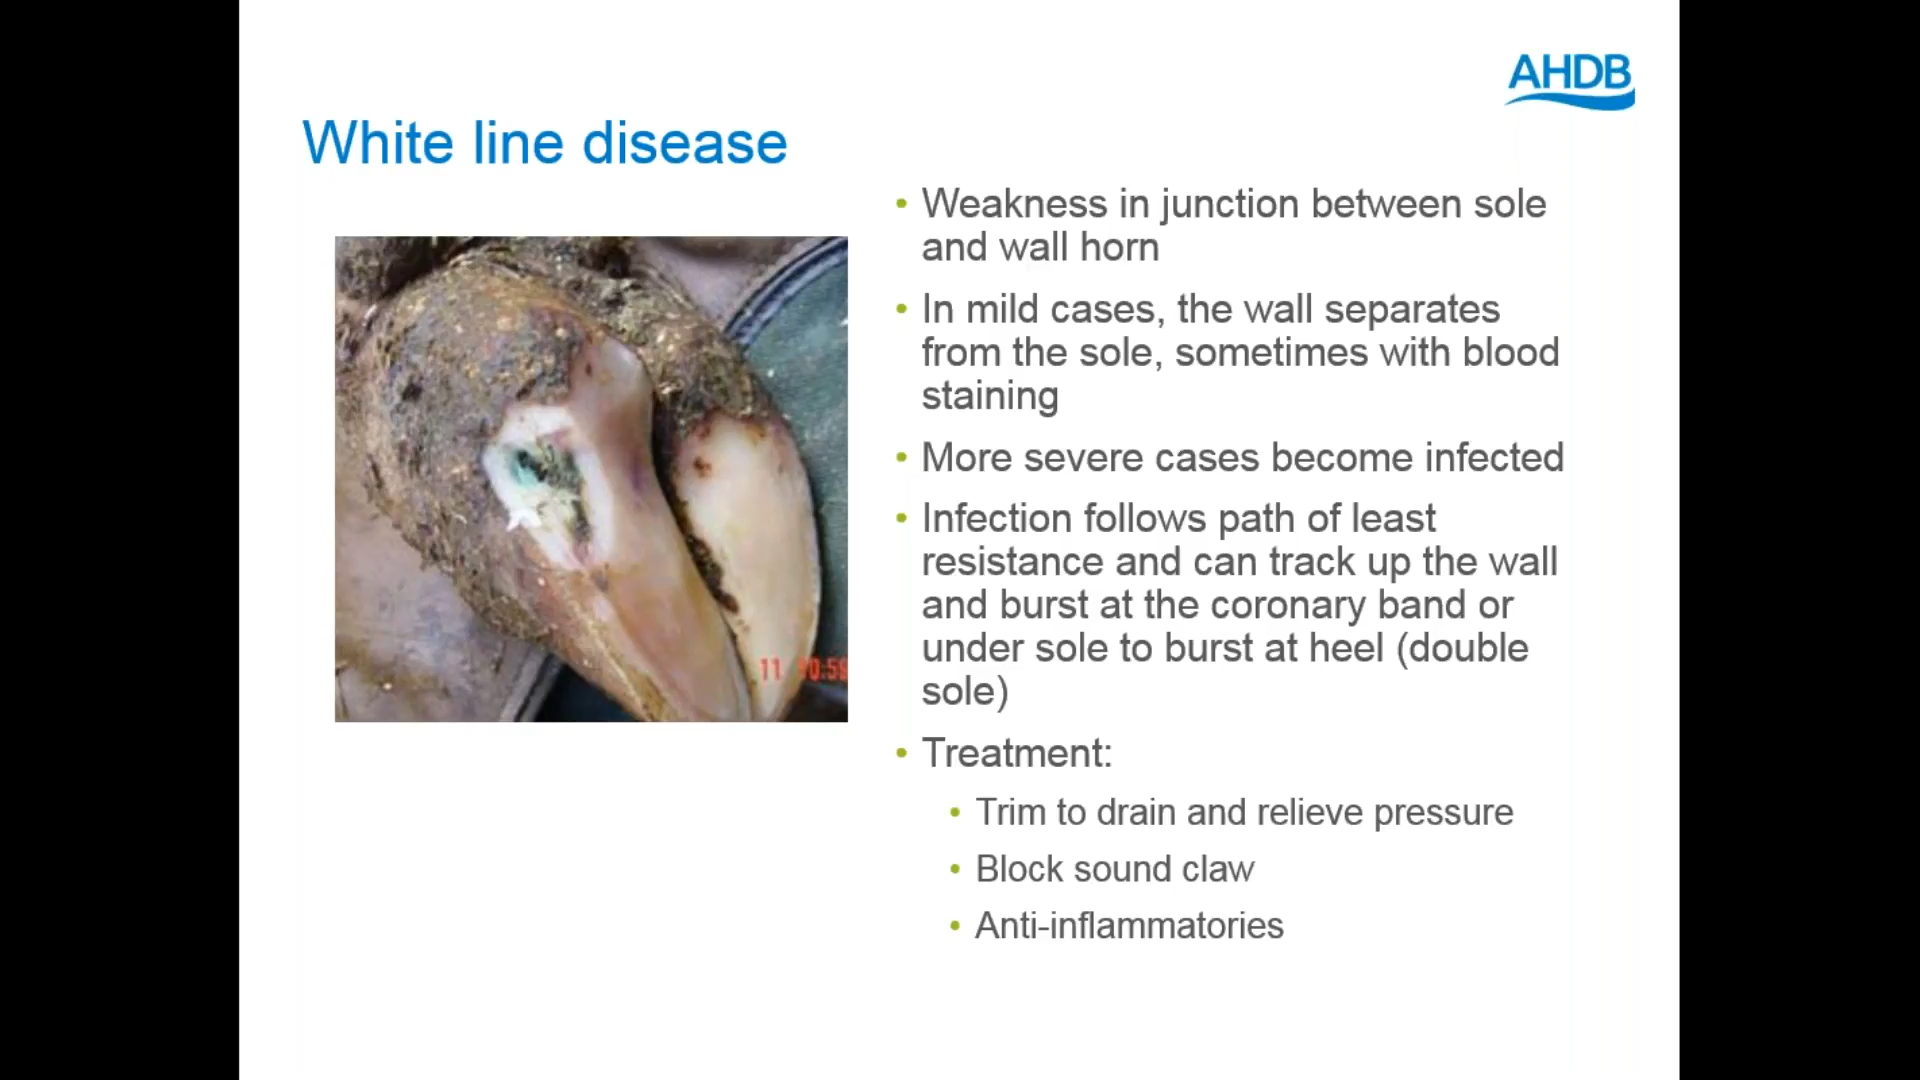 AHDB
White line disease
• Weakness in junction between sole
and wall horn
• In mild cases, the wall separates
from the sole, sometimes with blood
staining
• More severe cases become infected
• Infection follows path of least
resistance and can track up the wall
and burst at the coronary band or
under sole to burst at heel (double
sole)
• Treatment:
• Trim to drain and relieve pressure
• Block sound claw
• Anti-inflammatories
11